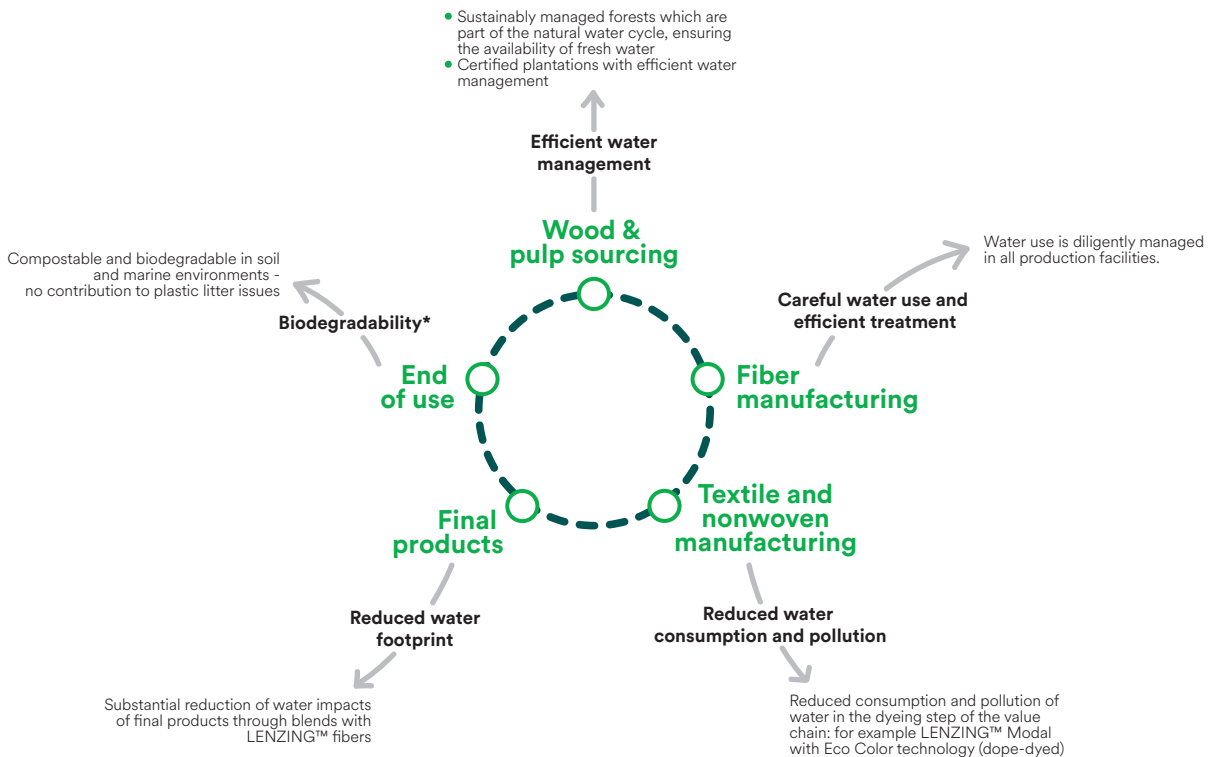 • Sustainably managed forests which are
part of the natural water cycle, ensuring
the availability of fresh water
• Certified plantations with efficient water
management
Efficient water
management
Wood &
pulp sourcing
Water use is diligently managed
in all production facilities.
Careful water use and
efficient treatment
Fiber
manufacturing
Textile and
nonwoven
manufacturing
Reduced water
consumption and pollution
Reduced consumption and pollution of
water in the dyeing step of the value
chain: for example LENZING™ Modal
with Eco Color technology (dope-dyed)
Final
products
Reduced water
footprint
Substantial reduction of water impacts
of final products through blends with
LENZING™ fibers
End
of use
Biodegradability*
Compostable and biodegradable in soil
and marine environments -
no contribution to plastic litter issues